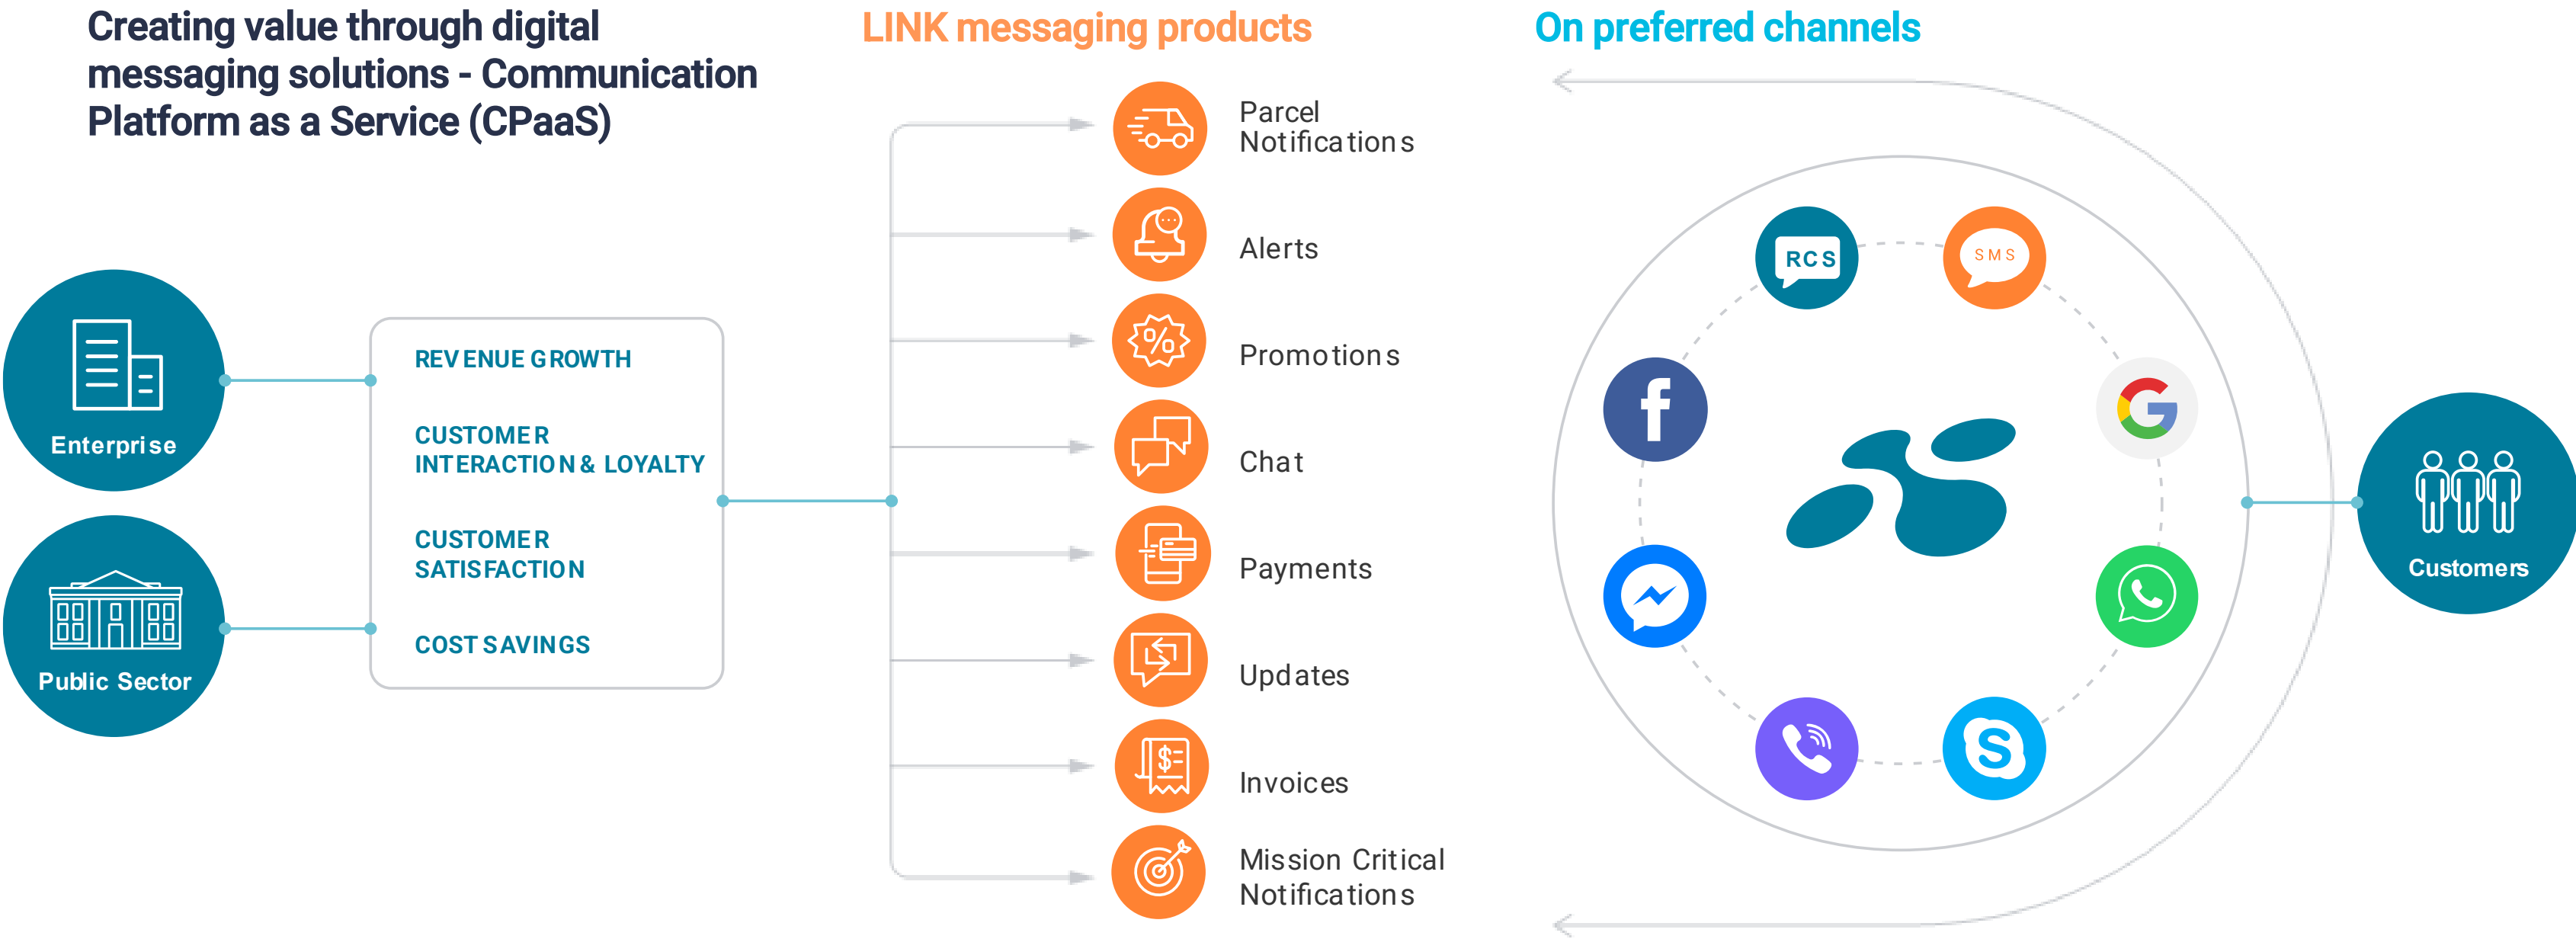 Creating value through digital
messaging solutions - Communication
Platform as a Service (CPaaS)
Enterprise
Public Sector
REVENUE GROWTH
CUSTOMER
INTERACTION & LOYALTY
CUSTOMER
SATISFACTION
COST SAVINGS
LINK messaging products
Parcel
Notifications
Alerts
%
Promotions
Chat
Payments
Updates
$
Invoices
Mission Critical
Notifications
On preferred channels
RCS
SMS
f
G
S
Customers